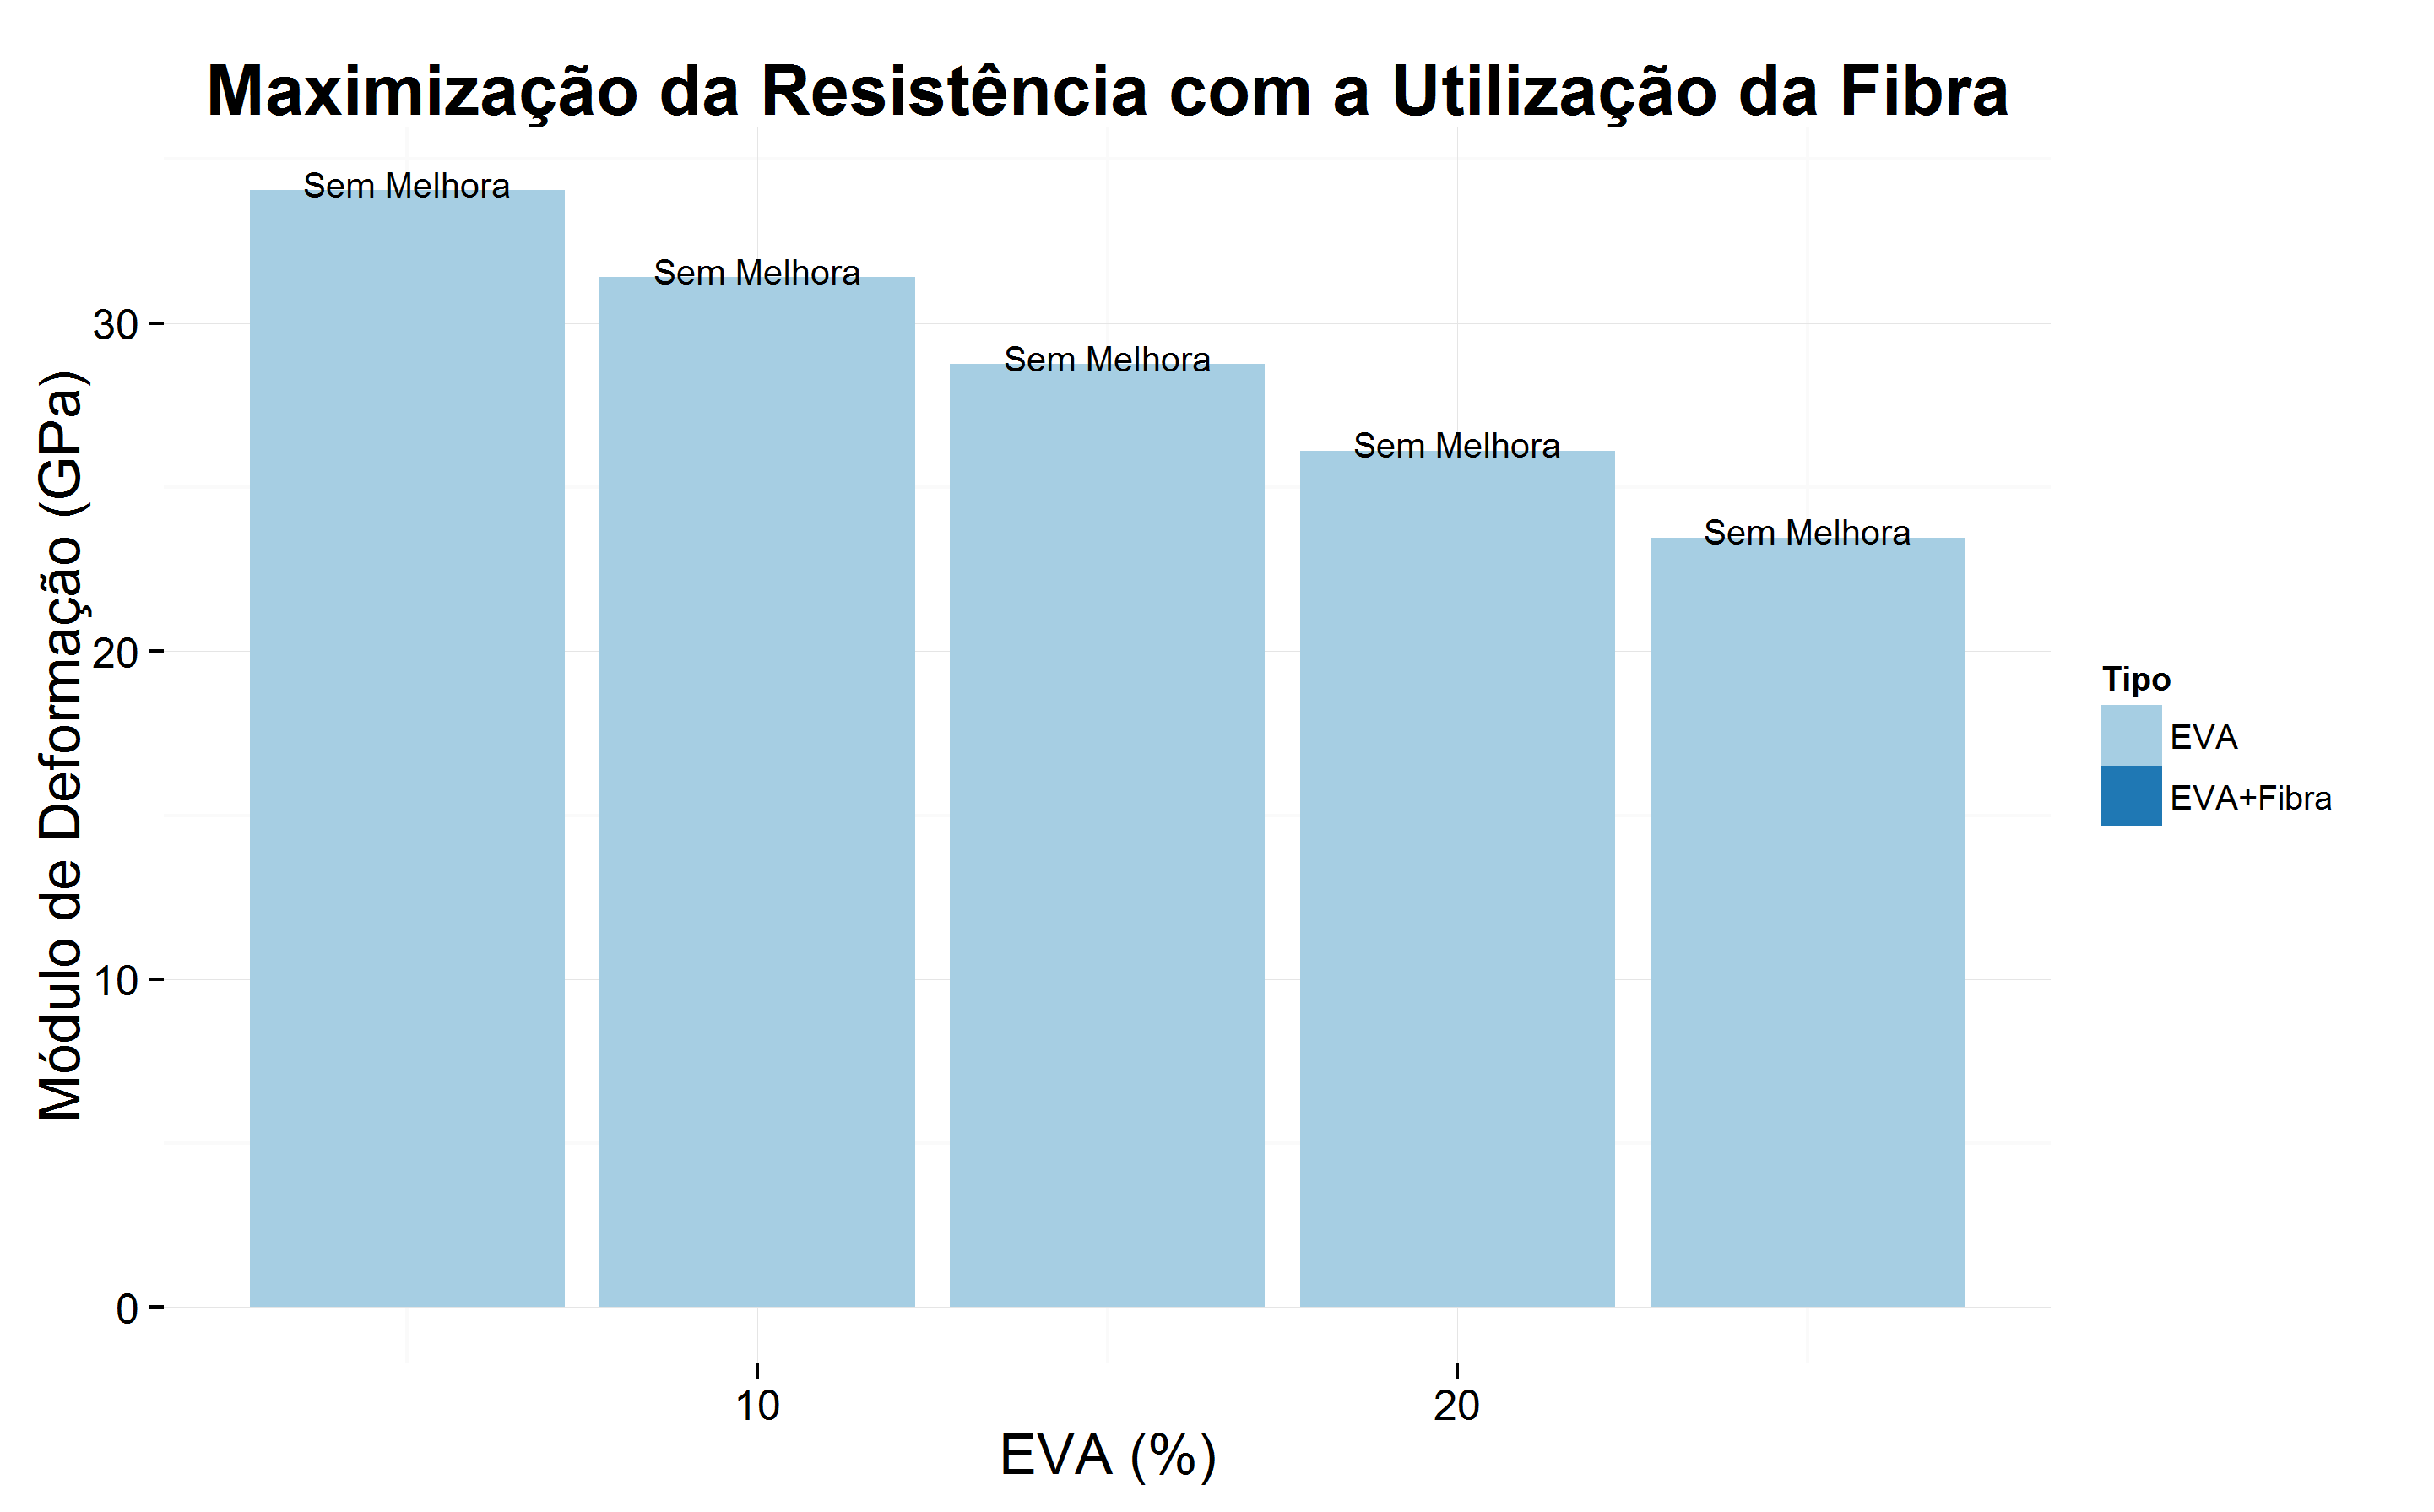 Maximização da Resistência com a Utilização da Fibra
Sem Melhora
Sem Melhora
Sem Melhora
Sem Melhora
Sem Melhora
Módulo de Deformação (GPa)
30
20
10
0
10
20
EVA (%)
Tipo
EVA
EVA+Fibra